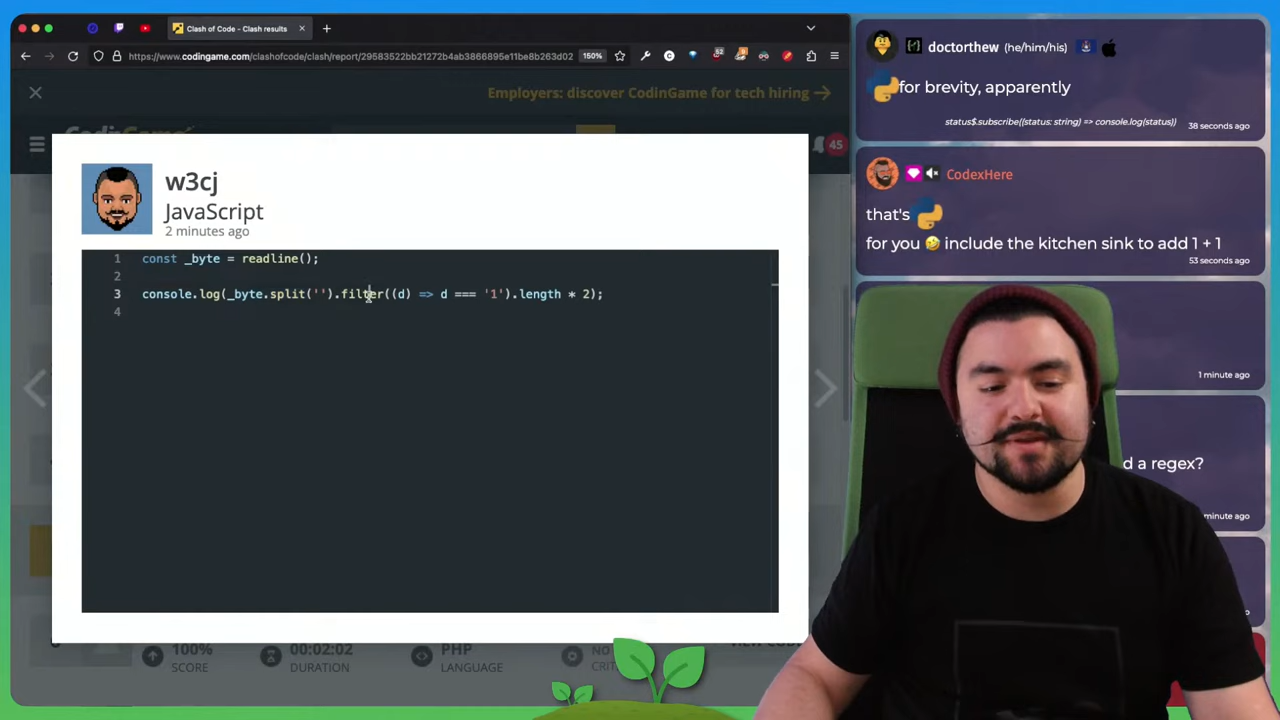 Clash of Code - Clash results
https://www.codingame.com/clashofcode/clash/report/29583522bb21272b4ab3866895e11be8b263d02
150%
Employers: discover CodinGame for tech hiring
45
w3cj
JavaScript
2 minutes ago
1 const _byte = readline();
2
3 console.log(_byte.split('').filter((d) => d === '1').length * 2);
4
100%
SCORE
00:02:02
DURATION
PHP
LANGUAGE
NO
doctorthew (he/him/his)
for brevity, apparently
status$.subscribe((status: string) => console.log(status))
38 seconds ago
CodexHere
that's
for you 🤣 include the kitchen sink to add 1 + 1
53 seconds ago
1 minute ago
d a regex?
minute ago